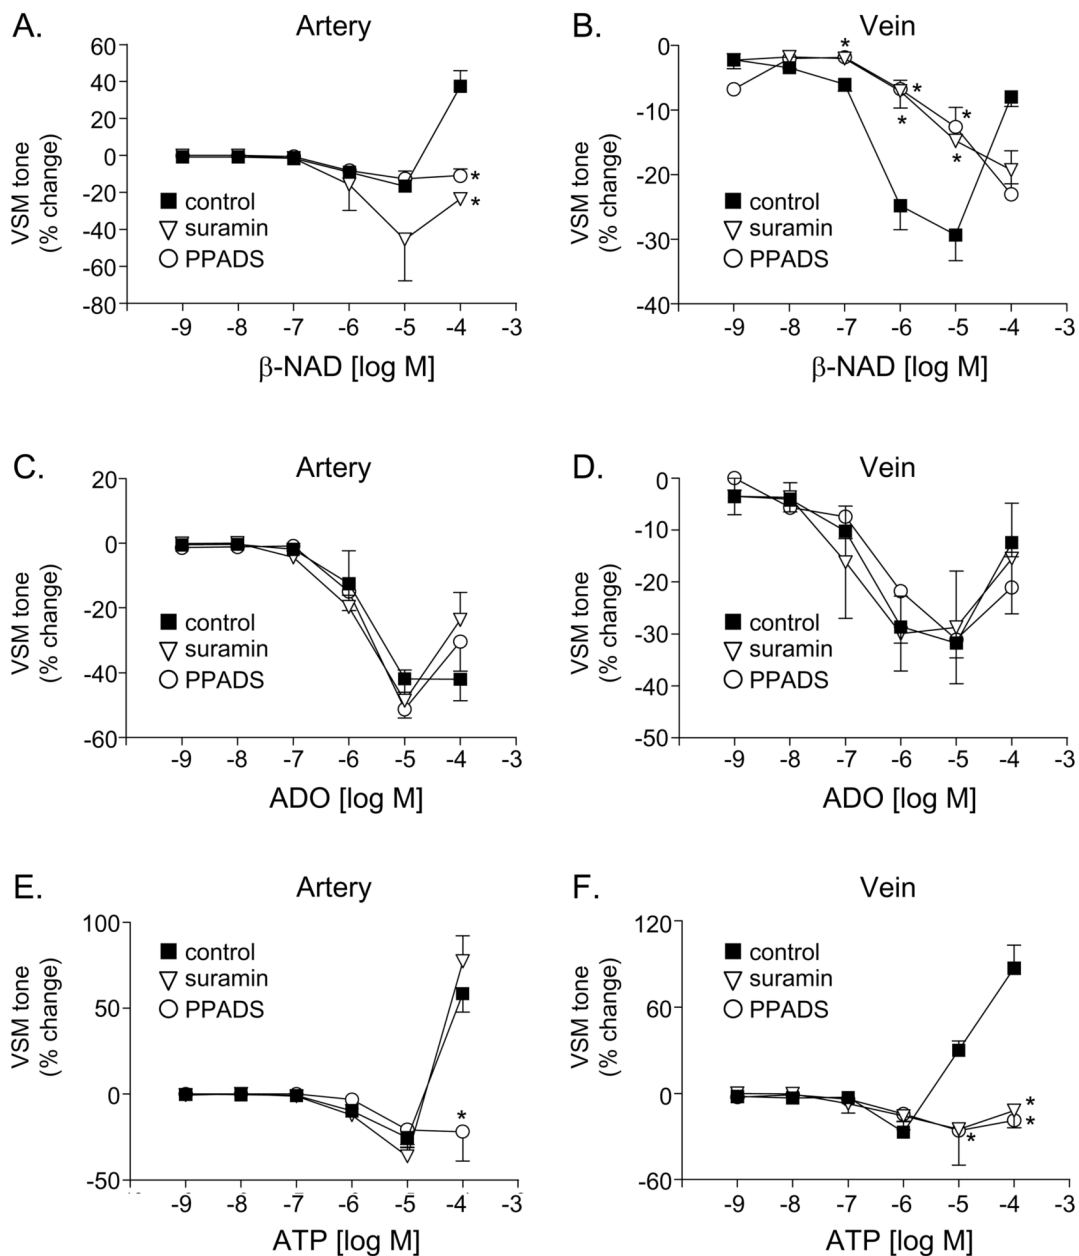 A. Artery
60
40
20
0
-20
-40
-60
-80
VSM tone
(% change)
control
suramin
PPADS
*
*
-9 -8 -7 -6 -5 -4 -3
β-NAD [log M]
B. Vein
0
-10
-20
-30
-40
VSM tone
(% change)
*
*
*
*
*
control
suramin
PPADS
-9 -8 -7 -6 -5 -4 -3
β-NAD [log M]
C. Artery
20
0
-20
-40
-60
VSM tone
(% change)
control
suramin
PPADS
-9 -8 -7 -6 -5 -4 -3
ADO [log M]
D. Vein
0
-10
-20
-30
-40
-50
VSM tone
(% change)
control
suramin
PPADS
-9 -8 -7 -6 -5 -4 -3
ADO [log M]
E. Artery
100
50
0
-50
VSM tone
(% change)
control
suramin
PPADS
*
-9 -8 -7 -6 -5 -4 -3
ATP [log M]
F. Vein
120
60
0
-60
VSM tone
(% change)
control
suramin
PPADS
*
*
*
-9 -8 -7 -6 -5 -4 -3
ATP [log M]